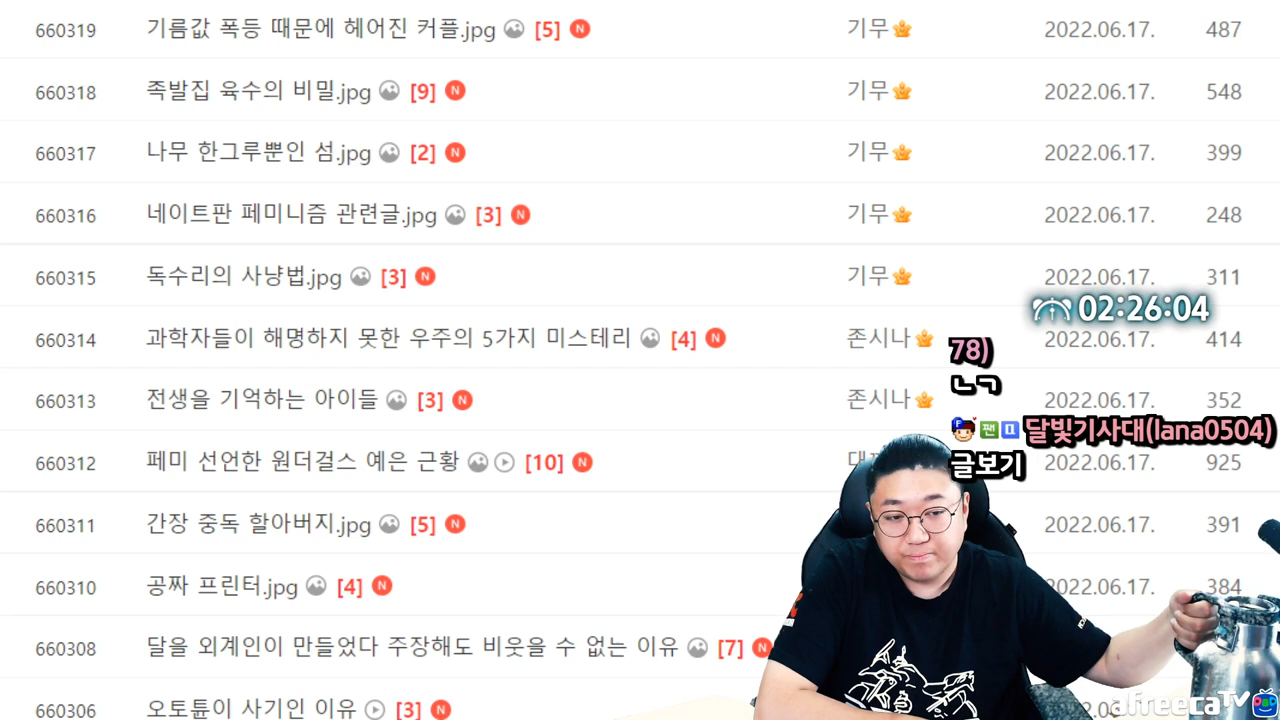 660319 기름값 폭등 때문에 헤어진 커플.jpg [5] N 기무 2022.06.17. 487
660318 족발집 육수의 비밀.jpg [9] N 기무 2022.06.17. 548
660317 나무 한그루뿐인 섬.jpg [2] N 기무 2022.06.17. 399
660316 네이트판 페미니즘 관련글.jpg [3] N 기무 2022.06.17. 248
660315 독수리의 사냥법.jpg [3] N 기무 2022.06.17. 311
02:26:04
660314 과학자들이 해명하지 못한 우주의 5가지 미스테리 [4] N 존시나 2022.06.17. 414
78)
ㄴㄱ
660313 전생을 기억하는 아이들 [3] N 존시나 2022.06.17. 352
F 팬 달빛기사대(lana0504)
글보기
660312 페미 선언한 원더걸스 예은 근황 [10] N 2022.06.17. 925
660311 간장 중독 할아버지.jpg [5] N 2022.06.17. 391
660310 공짜 프린터.jpg [4] N 2022.06.17. 384
660308 달을 외계인이 만들었다 주장해도 비웃을 수 없는 이유 [7] N
660306 오토튠이 사기인 이유 [3] N
afreecaTV